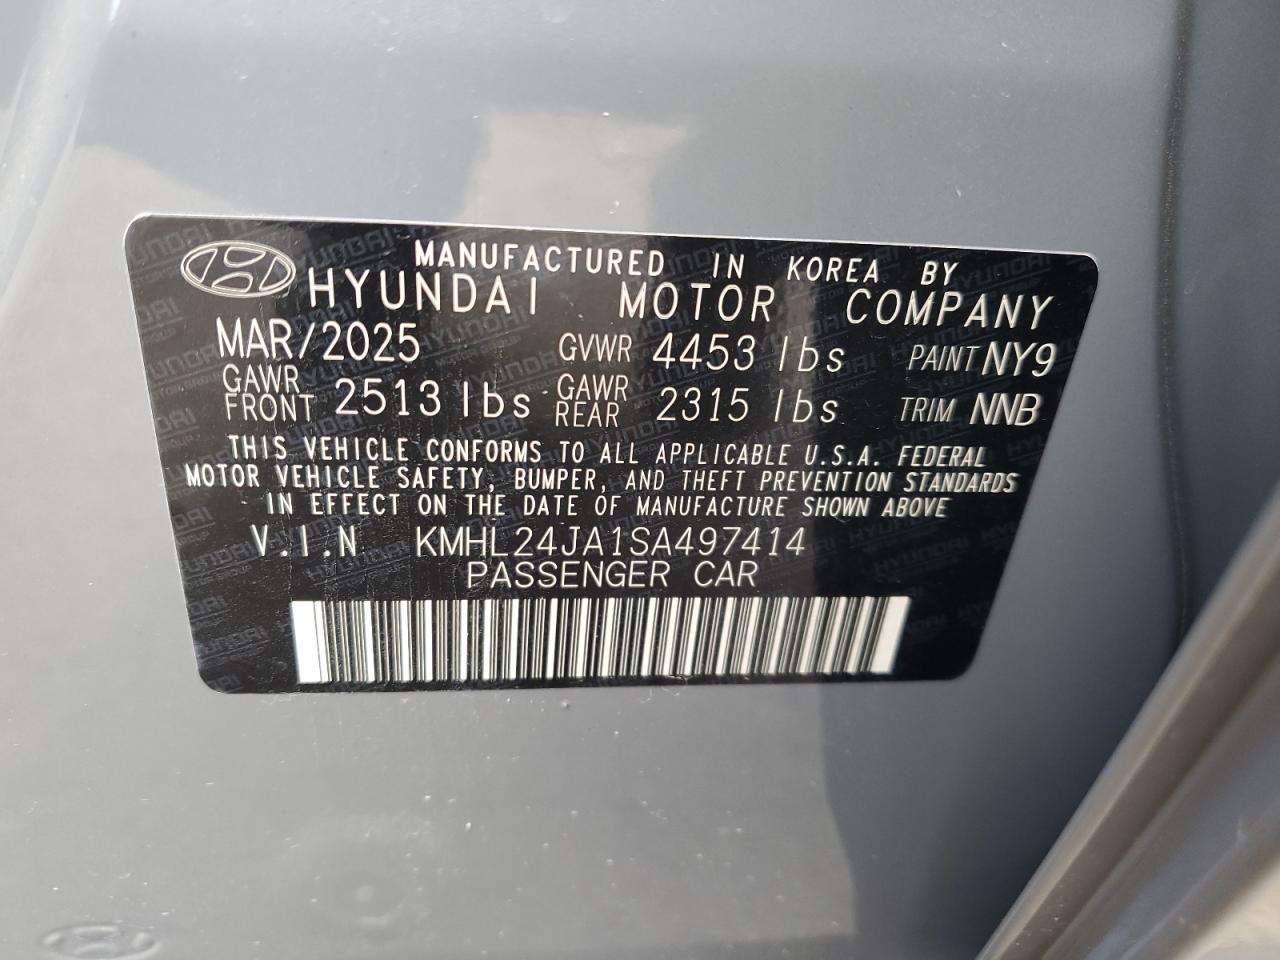 MANUFACTURED IN KOREA BY
HYUNDAI MOTOR COMPANY
MAR/2025 GVWR 4453 lbs PAINT NY9
GAWR FRONT 2513 lbs GAWR REAR 2315 lbs TRIM NNB
THIS VEHICLE CONFORMS TO ALL APPLICABLE U.S.A. FEDERAL
MOTOR VEHICLE SAFETY, BUMPER, AND THEFT PREVENTION STANDARDS
IN EFFECT ON THE DATE OF MANUFACTURE SHOWN ABOVE
V.I.N KMHL24JA1SA497414
PASSENGER CAR